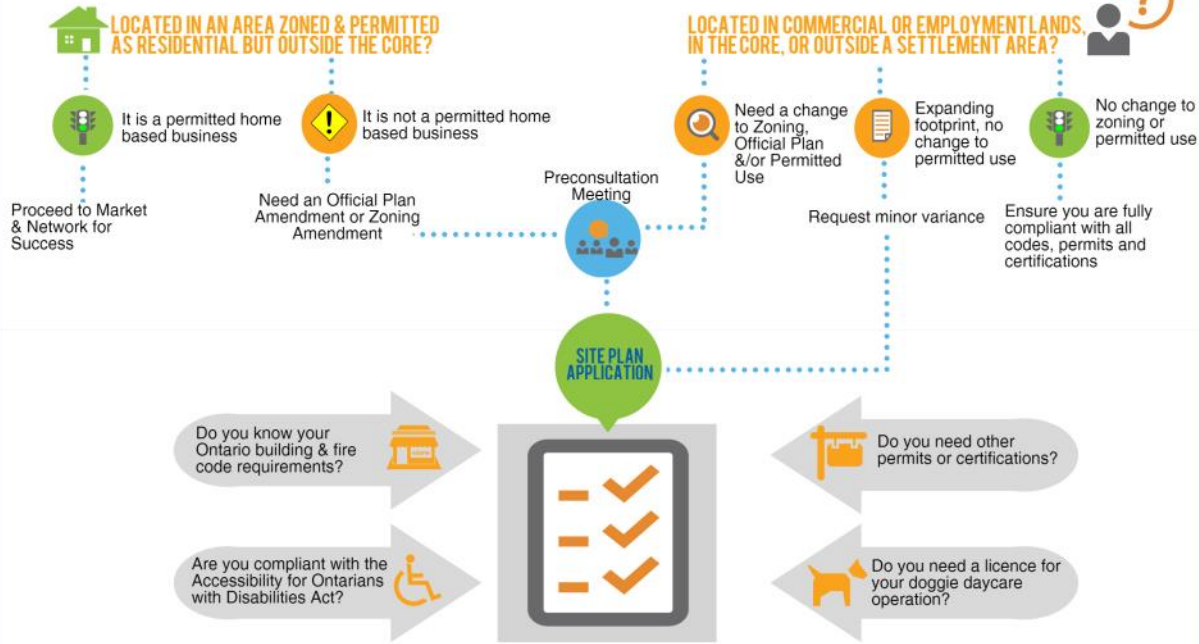 LOCATED IN AN AREA ZONED & PERMITTED
AS RESIDENTIAL BUT OUTSIDE THE CORE?
LOCATED IN COMMERCIAL OR EMPLOYMENT LANDS,
IN THE CORE, OR OUTSIDE A SETTLEMENT AREA?
?
It is a permitted home
based business
It is not a permitted home
based business
Need a change
to Zoning,
Official Plan
&/or Permitted
Use
Expanding
footprint, no
change to
permitted use
No change to
zoning or
permitted use
Proceed to Market
& Network for
Success
Need an Official Plan
Amendment or Zoning
Amendment
Preconsultation
Meeting
Request minor variance
Ensure you are fully
compliant with all
codes, permits and
certifications
SITE PLAN
APPLICATION
Do you know your
Ontario building & fire
code requirements?
Do you need other
permits or certifications?
Are you compliant with the
Accessibility for Ontarians
with Disabilities Act?
Do you need a licence for
your doggie daycare
operation?